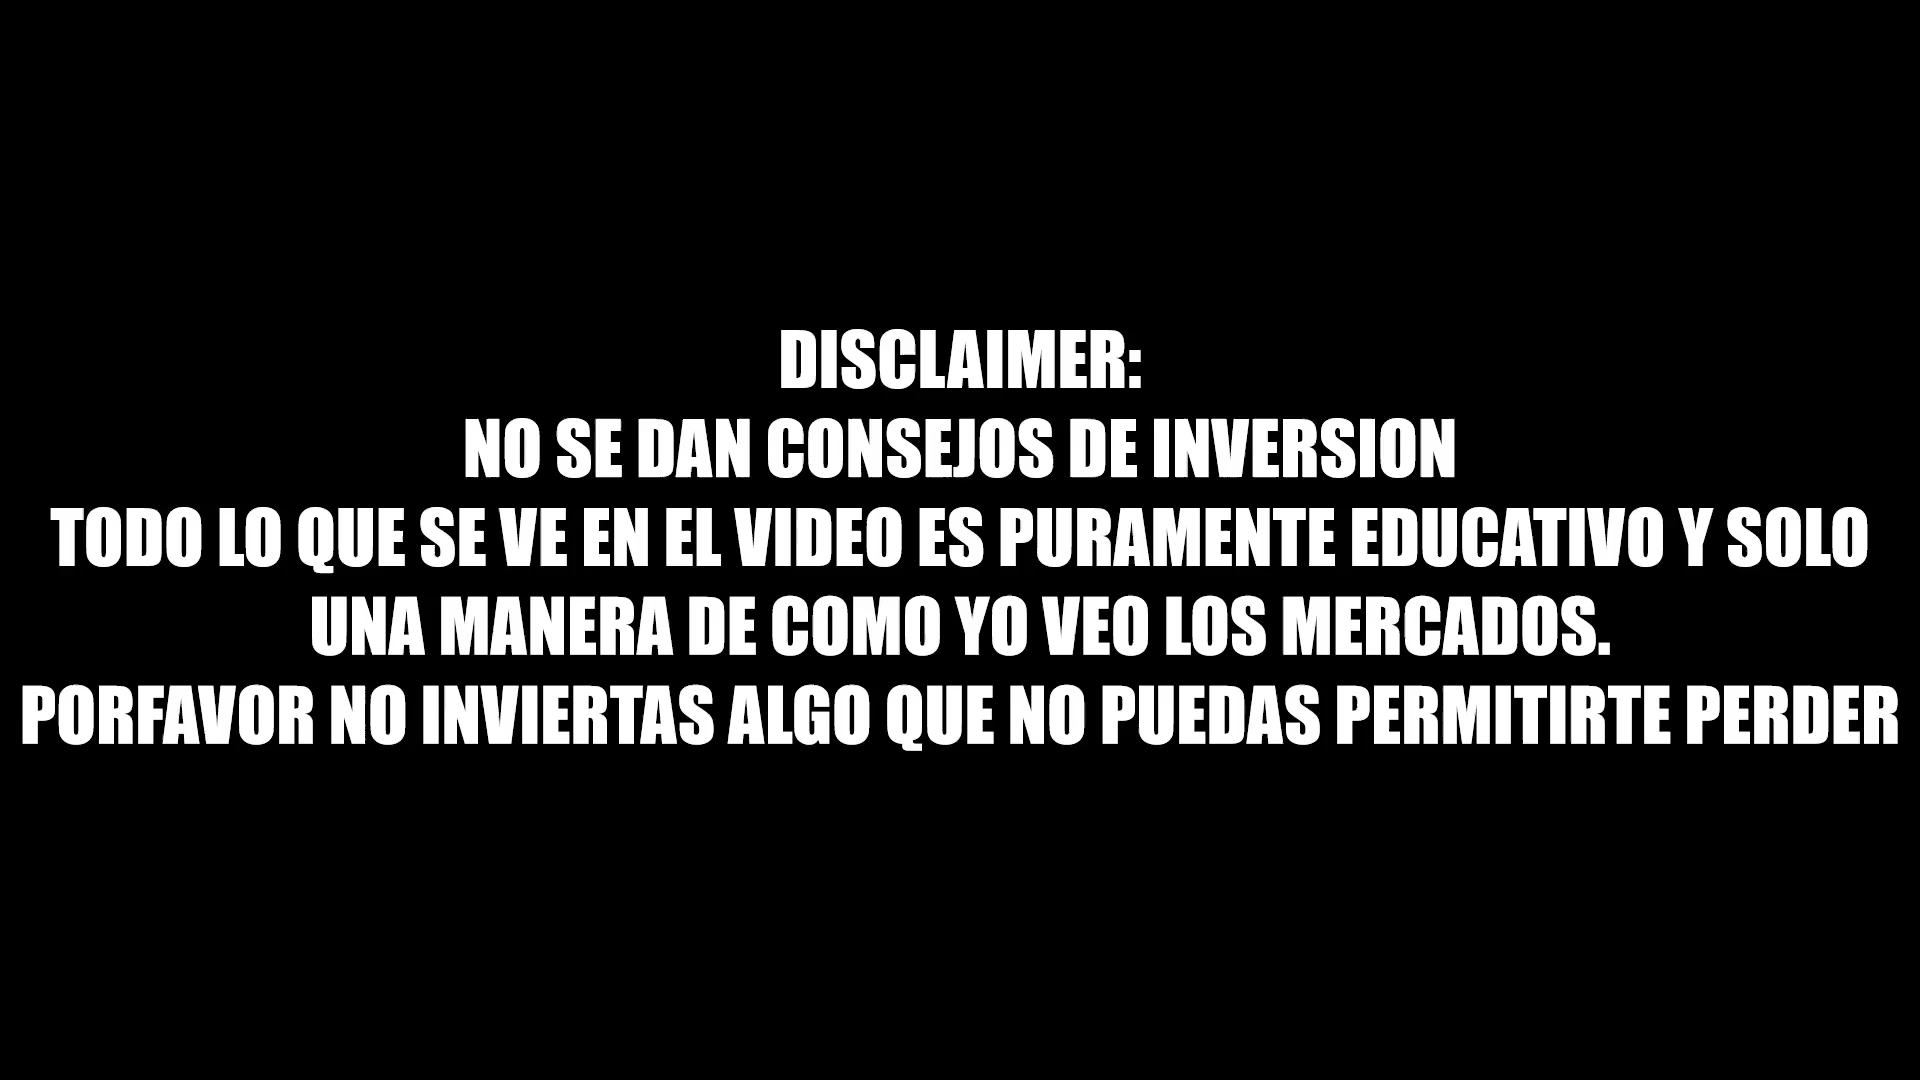 DISCLAIMER:
NO SE DAN CONSEJOS DE INVERSION
TODO LO QUE SE VE EN EL VIDEO ES PURAMENTE EDUCATIVO Y SOLO
UNA MANERA DE COMO YO VEO LOS MERCADOS.
PORFAVOR NO INVIERTAS ALGO QUE NO PUEDAS PERMITIRTE PERDER